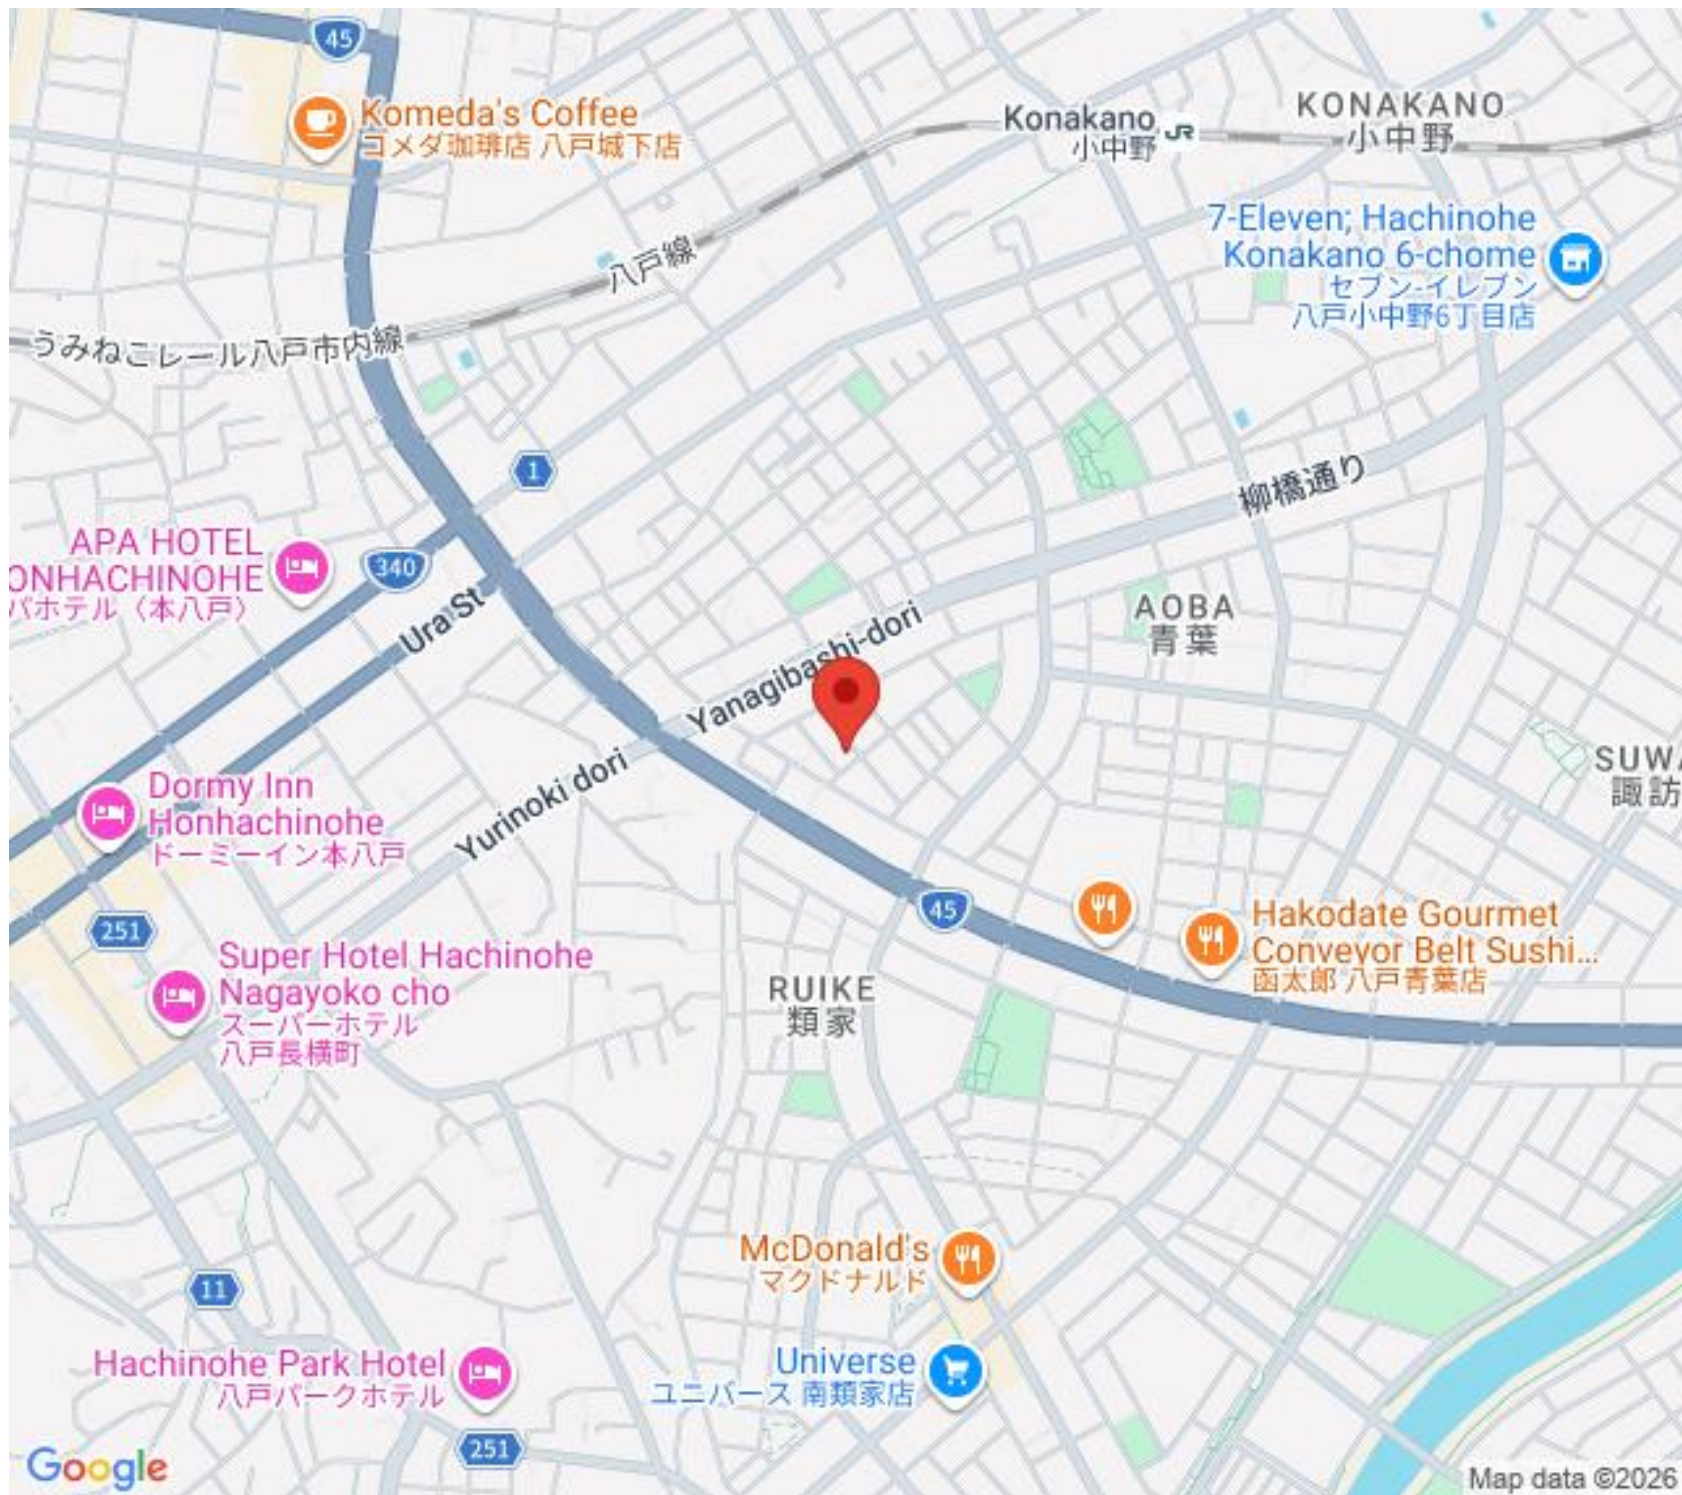 45
Komeda's Coffee
コメダ珈琲店 八戸城下店
Konakano
小中野
KONAKANO
小中野
7-Eleven; Hachinohe
Konakano 6-chome
セブン-イレブン
八戸小中野6丁目店
八戸線
うみねこレール八戸市内線
1
柳橋通り
APA HOTEL
ONHACHINOHE
パホテル〈本八戸〉
340
Ura St
AOBA
青葉
Yanagibashi-dori
Yurinoki dori
SUWA
諏訪
Dormy Inn
Honhachinohe
ドーミーイン本八戸
251
45
Hakodate Gourmet
Conveyor Belt Sushi...
函太郎 八戸青葉店
Super Hotel Hachinohe
Nagayoko cho
スーパーホテル
八戸長横町
RUIKE
類家
McDonald's
マクドナルド
11
Universe
ユニバース 南類家店
Hachinohe Park Hotel
八戸パークホテル
251
Google
Map data ©2026